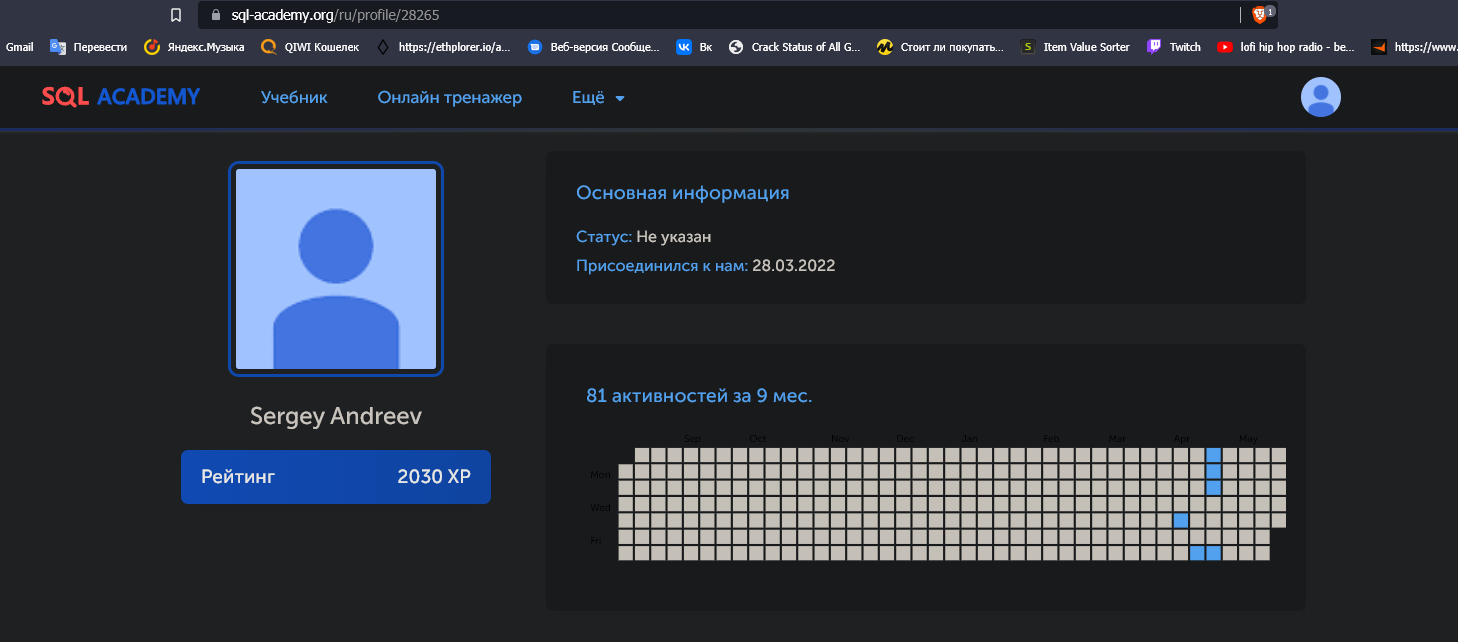 sql-academy.org/ru/profile/28265
1
Gmail Перевести Яндекс.Музыка QIWI Кошелек https://ethplorer.io/a... Веб-версия Сообще... Вк Crack Status of All G... Стоит ли покупать... Item Value Sorter Twitch lofi hip hop radio - be... https://www.
SQL ACADEMY Учебник Онлайн тренажер Ещё
Основная информация
Статус: Не указан
Присоединился к нам: 28.03.2022
Sergey Andreev
Рейтинг 2030 XP
81 активностей за 9 мес.
Sep Oct Nov Dec Jan Feb Mar Apr May
Mon
Wed
Fri